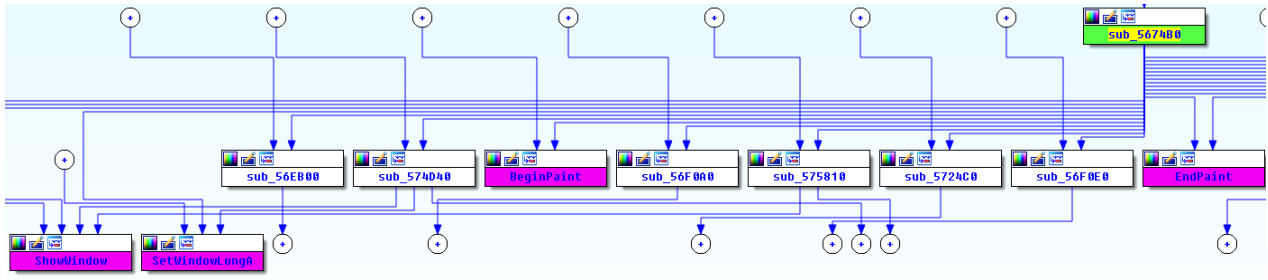 sub_5674B0
sub_56EB00
sub_574D40
BeginPaint
sub_56F0A0
sub_575810
sub_5724C0
sub_56F0E0
EndPaint
ShowWindow
SetWindowLongA